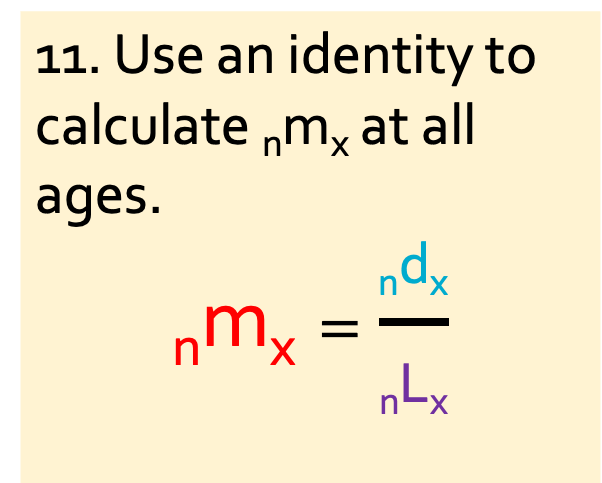 11. Use an identity to
calculate ₙmₓ at all
ages.
ₙmₓ = ₙdₓ
ₙLₓ